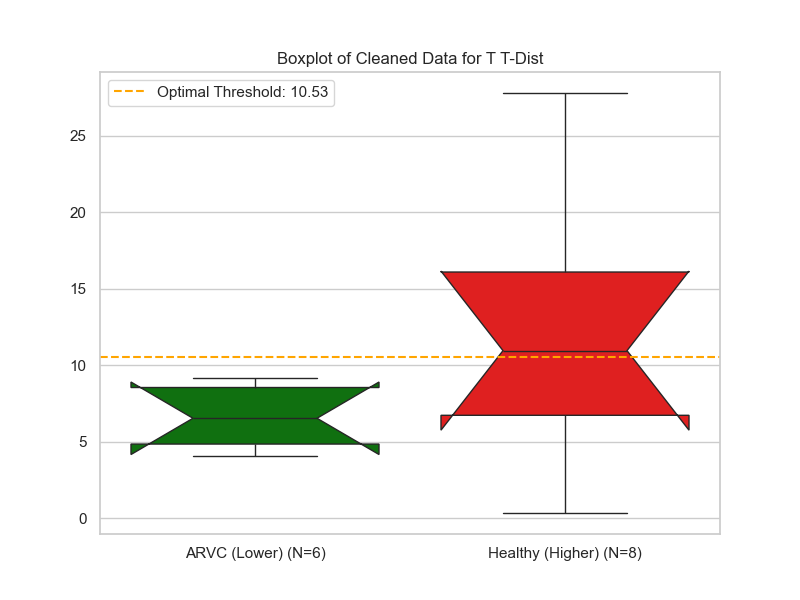 Boxplot of Cleaned Data for T T-Dist
Optimal Threshold: 10.53
25
20
15
10
5
0
ARVC (Lower) (N=6)
Healthy (Higher) (N=8)